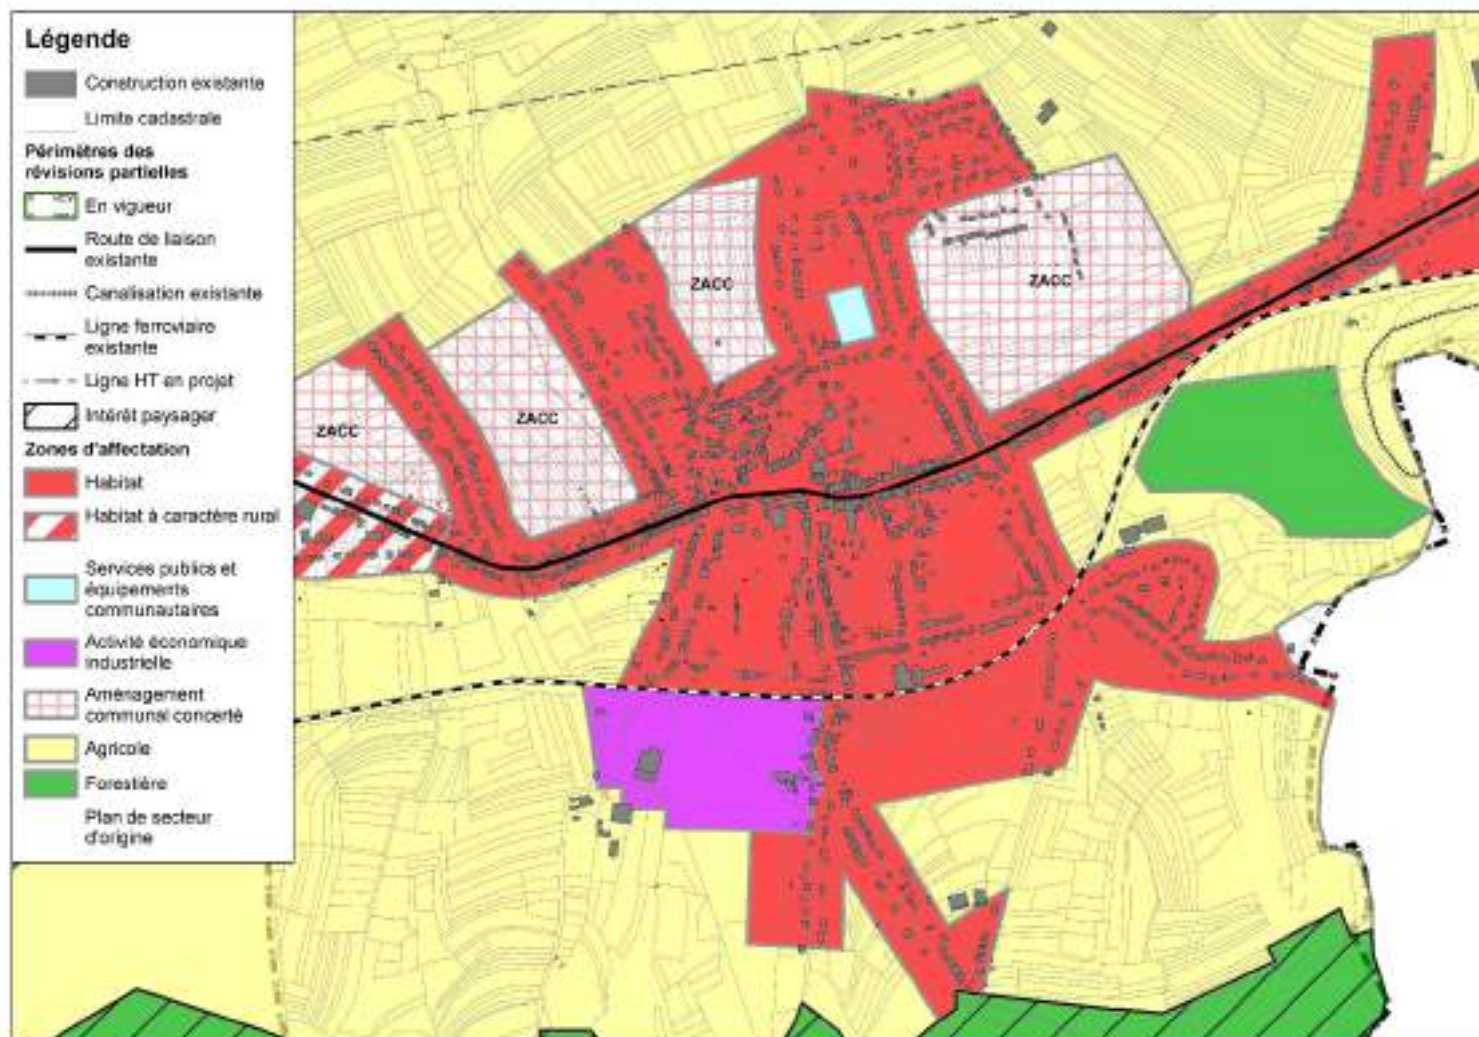 Légende
Construction existante
Limite cadastrale
Périmètres des
révisions partielles
En vigueur
Route de liaison
existante
Canalisation existante
Ligne ferroviaire
existante
Ligne HT en projet
Intérêt paysager
Zones d'affectation
Habitat
Habitat à caractère rural
Services publics et
équipements
communautaires
Activité économique
industrielle
Aménagement
communal concerté
Agricole
Forestière
Plan de secteur
d'origine
ZACC
ZACC
ZACC
ZACC